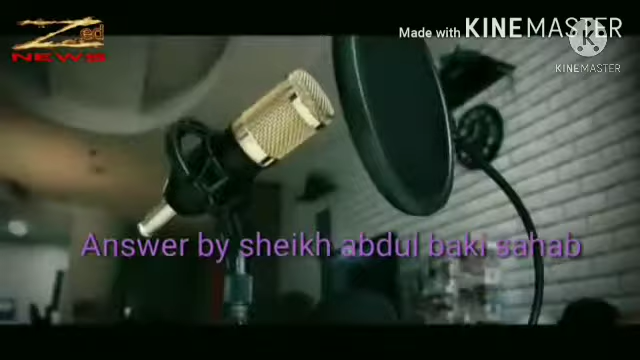 Zed
NEWS
Made with KINEMASTER
KINEMASTER
Answer by sheikh abdul baki sahab